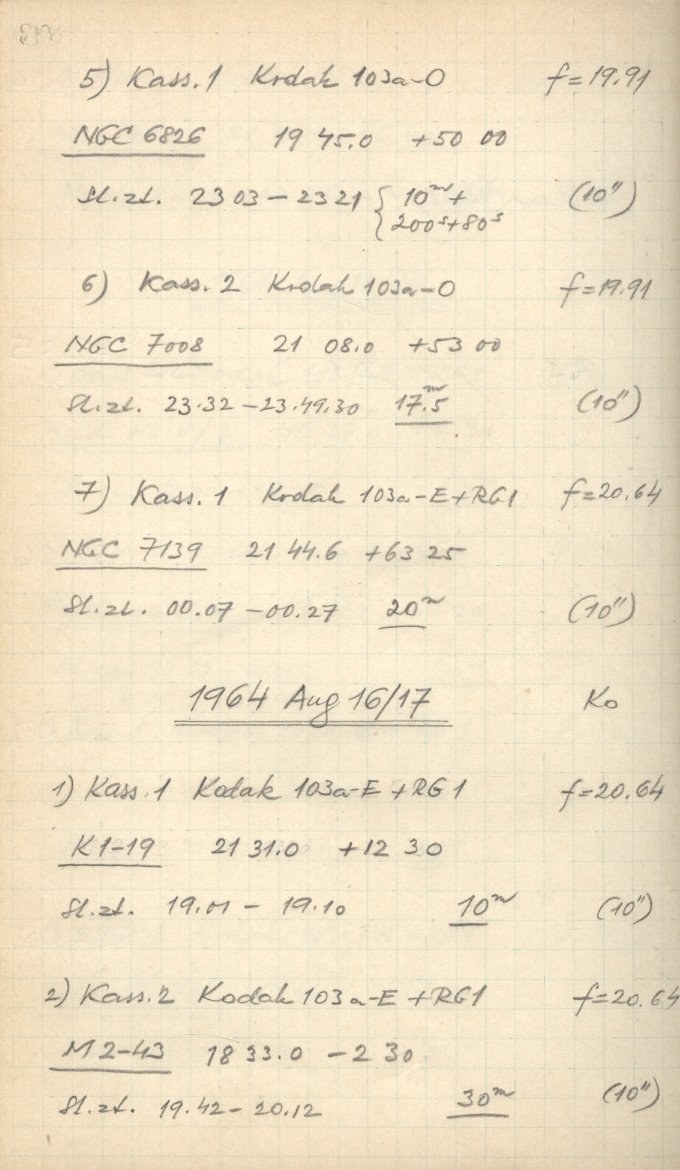 5) Kass. 1 Kodak 103a-O f=19.91
NGC 6826 19 45.0 +50 00
St. zt. 23 03 – 23 21 { 10ᵐ + 200ˢ+80ˢ (10")
6) Kass. 2 Kodak 103a-O f=19.91
NGC 7008 21 08.0 +53 00
St. zt. 23.32 – 23.49.30 17.5ᵐ (10")
7) Kass. 1 Kodak 103a-E+RG1 f=20.64
NGC 7139 21 44.6 +63 25
St. zt. 00.07 – 00.27 20ᵐ (10")
1964 Aug 16/17 Ko
1) Kass. 1 Kodak 103a-E +RG1 f=20.64
K1-19 21 31.0 +12 30
St. zt. 19.01 – 19.10 10ᵐ (10")
2) Kass. 2 Kodak 103a-E +RG1 f=20.64
M2-43 18 33.0 –2 30
St. zt. 19.42 – 20.12 30ᵐ (10")